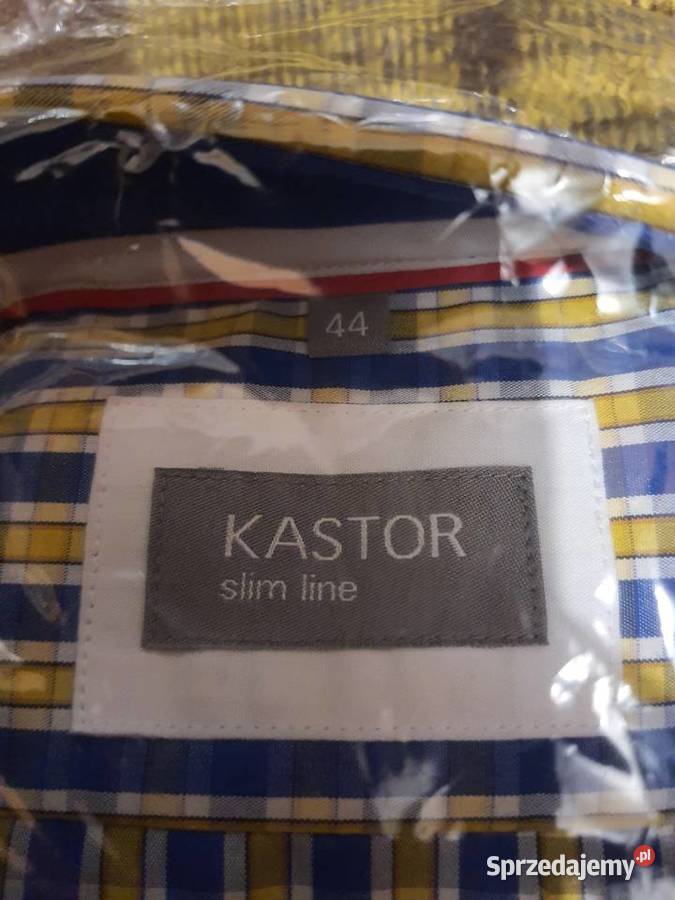 44
KASTOR
slim line
Sprzedajemy.pl